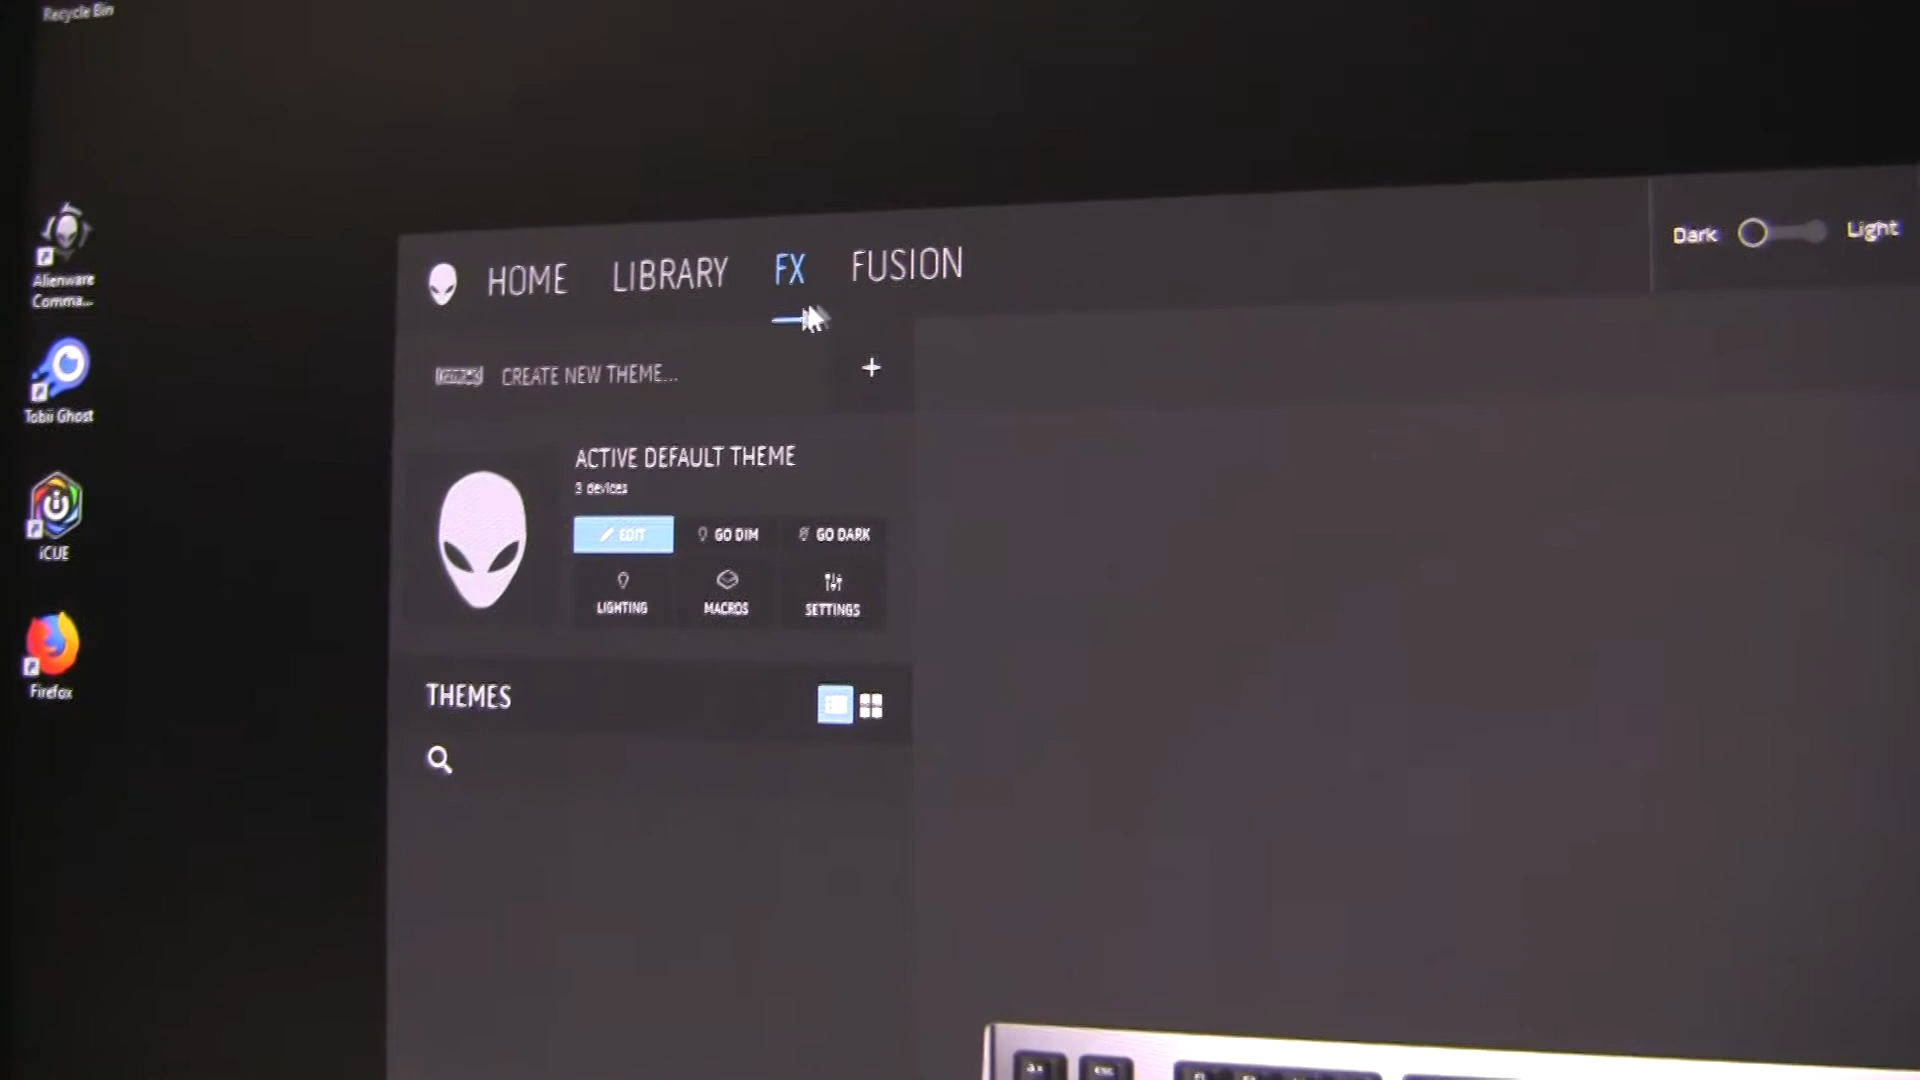 Recycle Bin
Alienware
Comma...
Tobii Ghost
iCUE
Firefox
HOME LIBRARY FX FUSION
Dark Light
CREATE NEW THEME...
ACTIVE DEFAULT THEME
3 devices
EDIT GO DIM GO DARK
LIGHTING MACROS SETTINGS
THEMES
esc